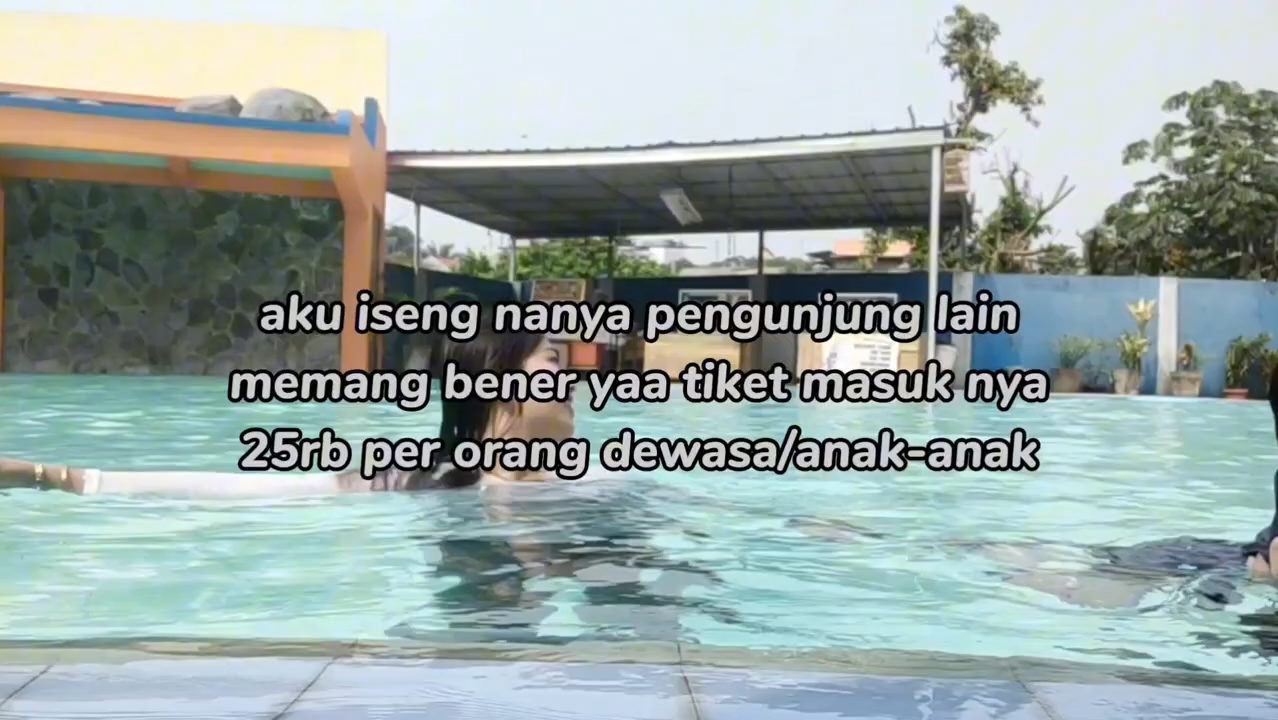 aku iseng nanya pengunjung lain
memang bener yaa tiket masuk nya
25rb per orang dewasa/anak-anak